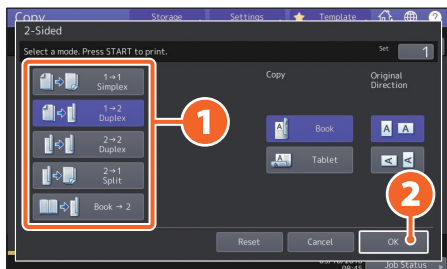 Copy Storage Settings Template
2-Sided
Select a mode. Press START to print.
Set 1
1→1
Simplex
1→2
Duplex
2→2
Duplex
2→1
Split
Book → 2
1
Copy
Book
Tablet
Original
Direction
A A
A A
2
Reset Cancel OK
Job Status